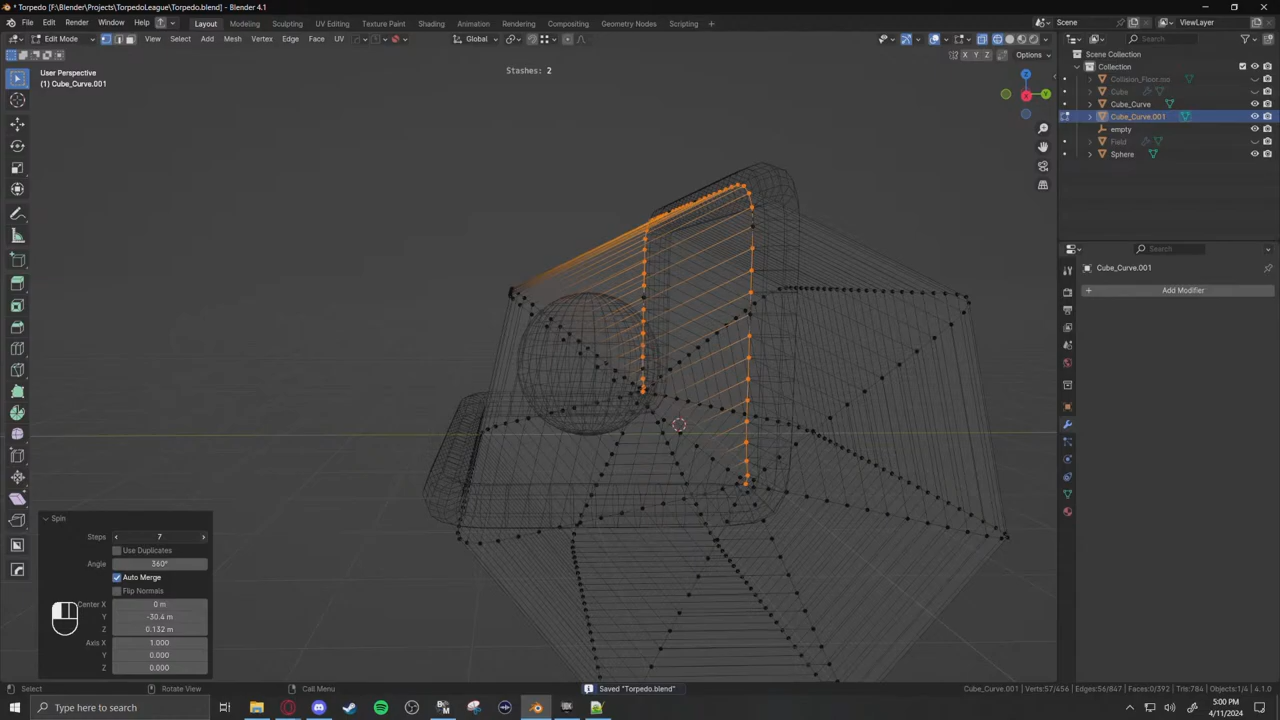 * Torpedo [F:\Blender\Projects\TorpedoLeague\Torpedo.blend] - Blender 4.1
File Edit Render Window Help
Layout Modeling Sculpting UV Editing Texture Paint Shading Animation Rendering Compositing Geometry Nodes Scripting
Scene
ViewLayer
Edit Mode
View Select Add Mesh Vertex Edge Face UV
Global
Search
X Y Z
Options
User Perspective
(1) Cube_Curve.001
Stashes: 2
Scene Collection
Collection
Cube
Cube_Curve
Cube_Curve.001
empty
Field
Sphere
Search
Cube_Curve.001
Add Modifier
Spin
Steps 7
Use Duplicates
Angle 360°
Auto Merge
Flip Normals
Center X 0 m
Y -30.4 m
Z 0.132 m
Axis X 1.000
Y 0.000
Z 0.000
Select
Rotate View
Call Menu
Saved "Torpedo.blend"
Cube_Curve.001 | Verts:57/456 | Edges:56/847 | Faces:0/392 | Tris:784 | Objects:1/4 | 4.1.0
Type here to search
5:00 PM
4/11/2024